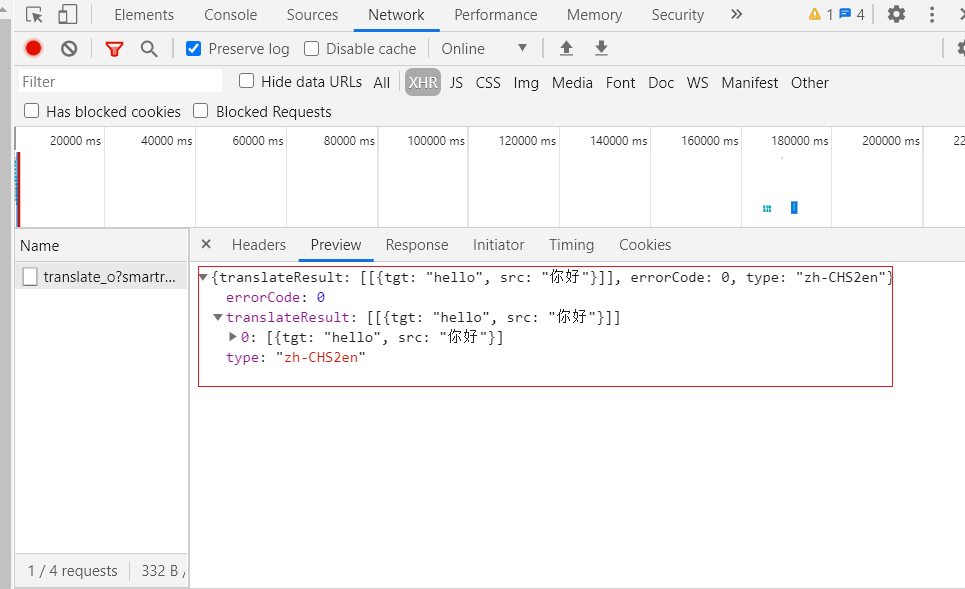 Elements Console Sources Network Performance Memory Security » 1 4
Preserve log Disable cache Online
Filter Hide data URLs All XHR JS CSS Img Media Font Doc WS Manifest Other
Has blocked cookies Blocked Requests
20000 ms 40000 ms 60000 ms 80000 ms 100000 ms 120000 ms 140000 ms 160000 ms 180000 ms 200000 ms 22
Name × Headers Preview Response Initiator Timing Cookies
translate_o?smartr...
{translateResult: [[{tgt: "hello", src: "你好"}]], errorCode: 0, type: "zh-CHS2en"}
errorCode: 0
translateResult: [[{tgt: "hello", src: "你好"}]]
0: [{tgt: "hello", src: "你好"}]
type: "zh-CHS2en"
1 / 4 requests 332 B /